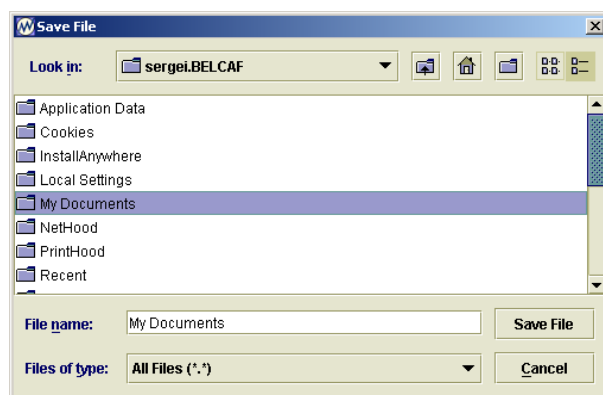 Save File
Look in: sergei.BELCAF
Application Data
Cookies
InstallAnywhere
Local Settings
My Documents
NetHood
PrintHood
Recent
File name: My Documents Save File
Files of type: All Files (*.*) Cancel